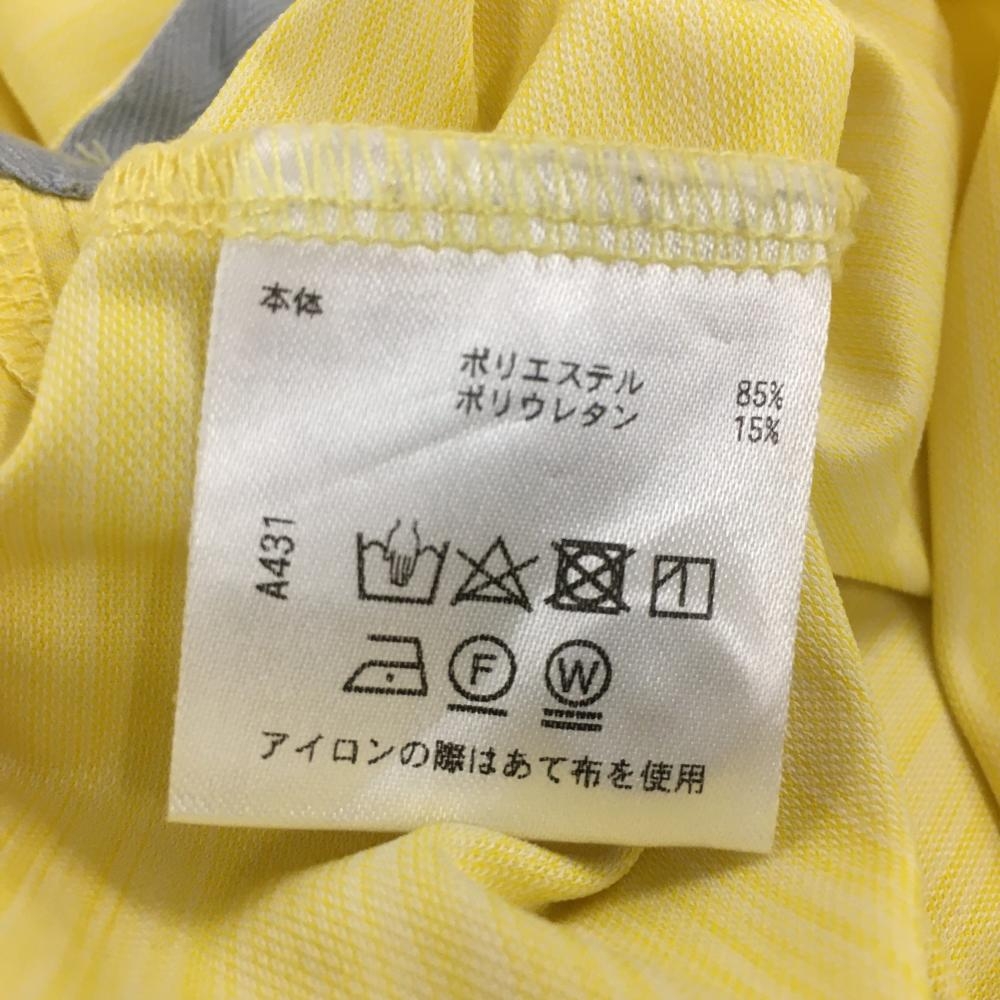 本体
ポリエステル 85%
ポリウレタン 15%
A431
F W
アイロンの際はあて布を使用